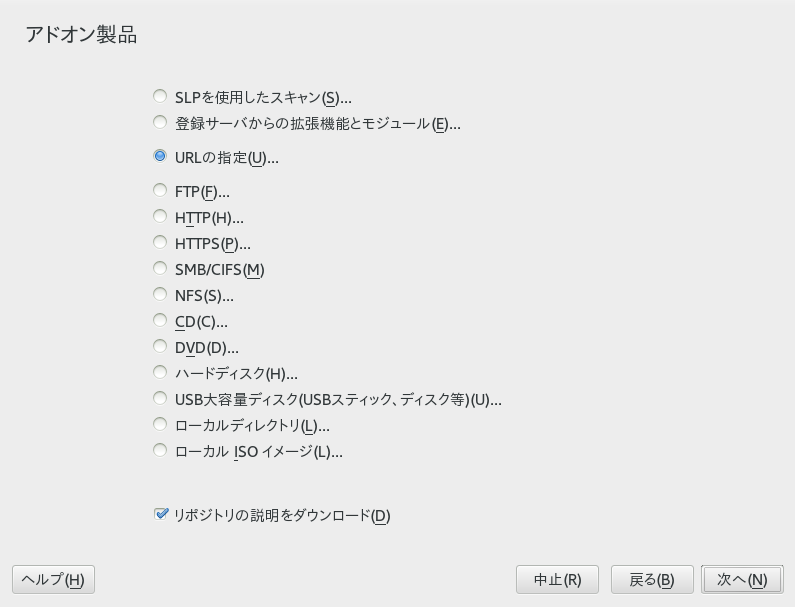 アドオン製品
SLPを使用したスキャン(S)...
登録サーバからの拡張機能とモジュール(E)...
URLの指定(U)...
FTP(F)...
HTTP(H)...
HTTPS(P)...
SMB/CIFS(M)
NFS(S)...
CD(C)...
DVD(D)...
ハードディスク(H)...
USB大容量ディスク(USBスティック、ディスク等)(U)...
ローカルディレクトリ(L)...
ローカル ISO イメージ(L)...
リポジトリの説明をダウンロード(D)
ヘルプ(H) 中止(R) 戻る(B) 次へ(N)